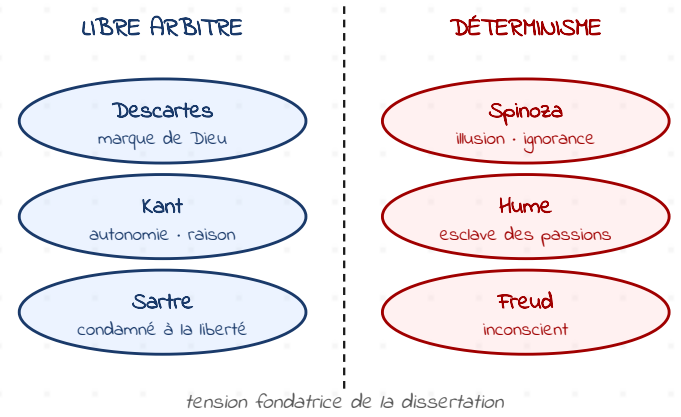 LIBRE ARBITRE
Descartes
marque de Dieu
Kant
autonomie · raison
Sartre
condamné à la liberté
DÉTERMINISME
Spinoza
illusion · ignorance
Hume
esclave des passions
Freud
inconscient
tension fondatrice de la dissertation